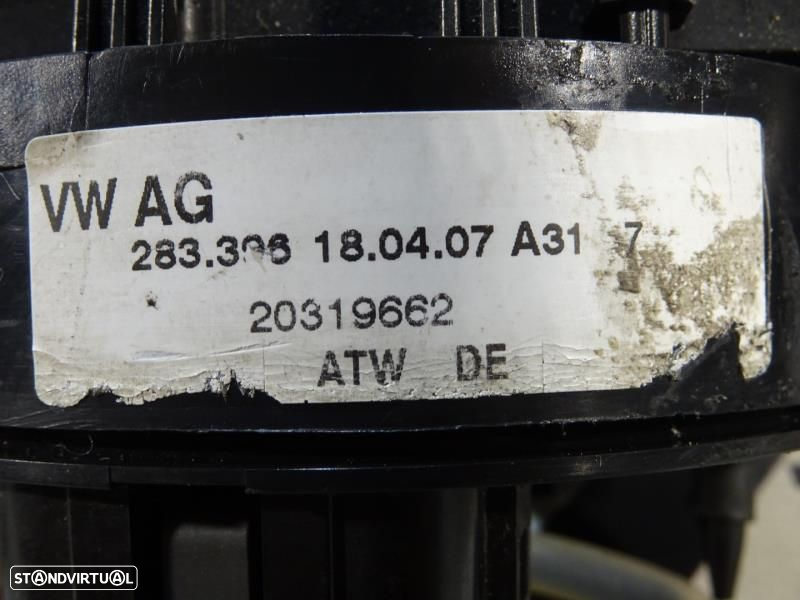 VW AG
283.396 18.04.07 A31 7
20319662
ATW DE
STANDVIRTUAL